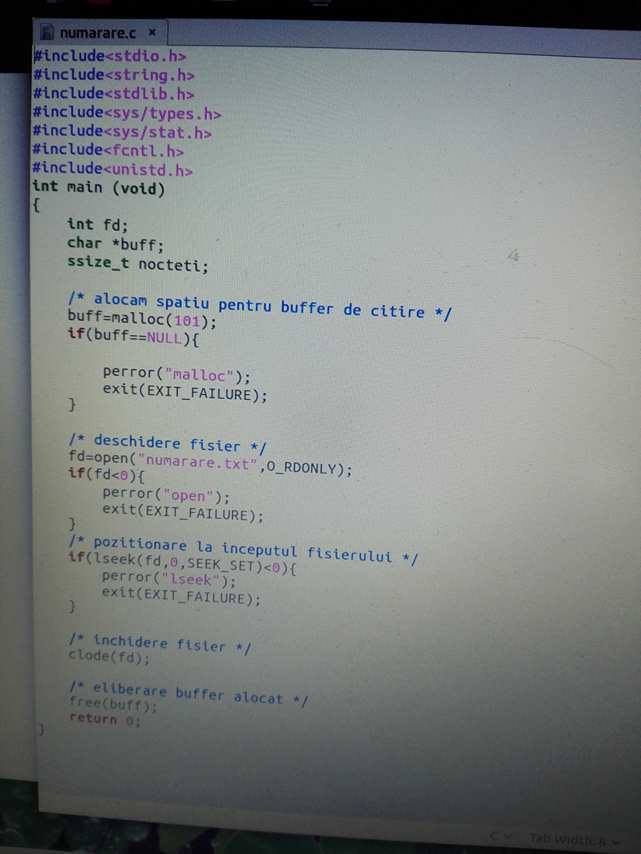 numarare.c ×
#include<stdio.h>
#include<string.h>
#include<stdlib.h>
#include<sys/types.h>
#include<sys/stat.h>
#include<fcntl.h>
#include<unistd.h>
int main (void)
{
int fd;
char *buff;
ssize_t nocteti;
/* alocam spatiu pentru buffer de citire */
buff=malloc(101);
if(buff==NULL){
perror("malloc");
exit(EXIT_FAILURE);
}
/* deschidere fisier */
fd=open("numarare.txt",O_RDONLY);
if(fd<0){
perror("open");
exit(EXIT_FAILURE);
}
/* pozitionare la inceputul fisierului */
if(lseek(fd,0,SEEK_SET)<0){
perror("lseek");
exit(EXIT_FAILURE);
}
/* inchidere fisier */
clode(fd);
/* eliberare buffer alocat */
free(buff);
return 0;
}
C Tab Width: 8